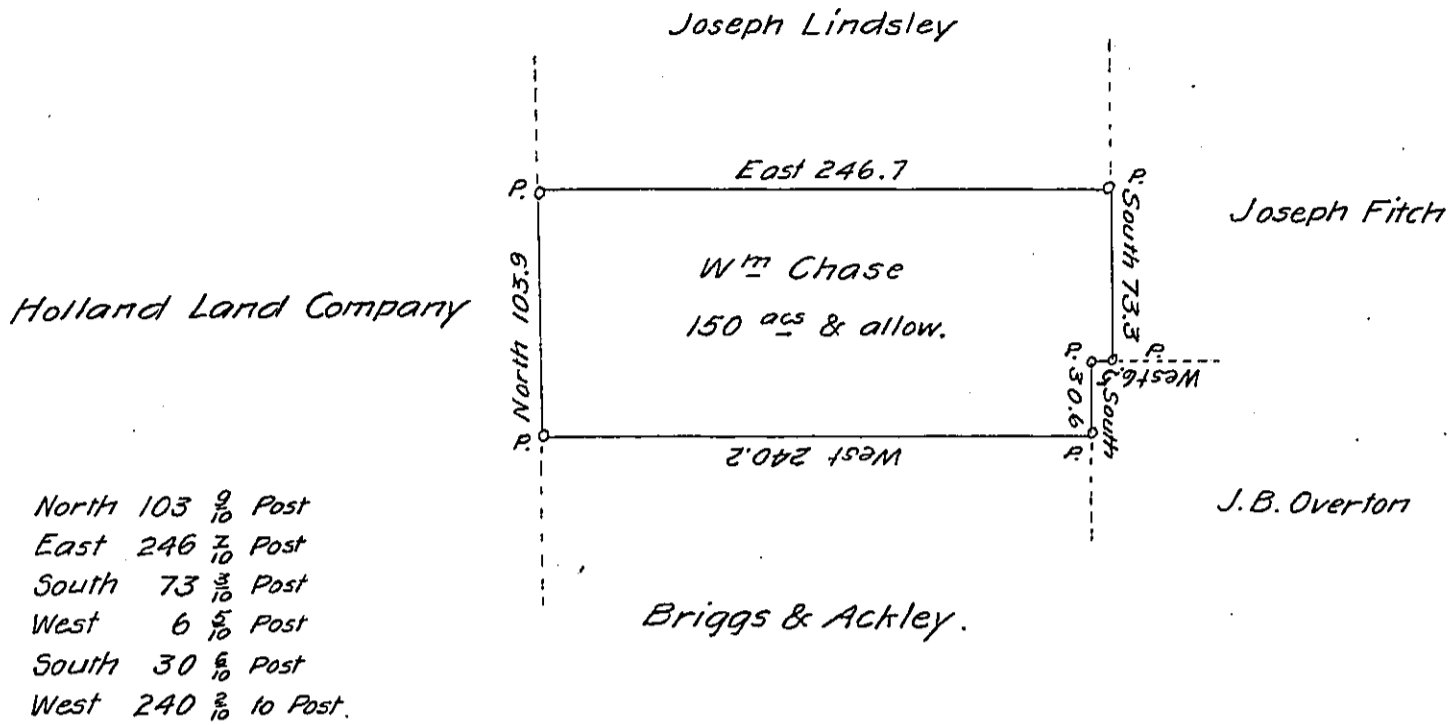 Joseph Lindsley
East 246.7
P.
P.
South 73.3
Joseph Fitch
North 103.9
Wm Chase
150 acs & allow.
Holland Land Company
P.
P.
West 6.5
South 30.6
P.
P.
West 240.2
J.B. Overton
Briggs & Ackley.
North 103 9/10 Post
East 246 7/10 Post
South 73 3/10 Post
West 6 5/10 Post
South 30 6/10 Post
West 240 2/10 to Post.